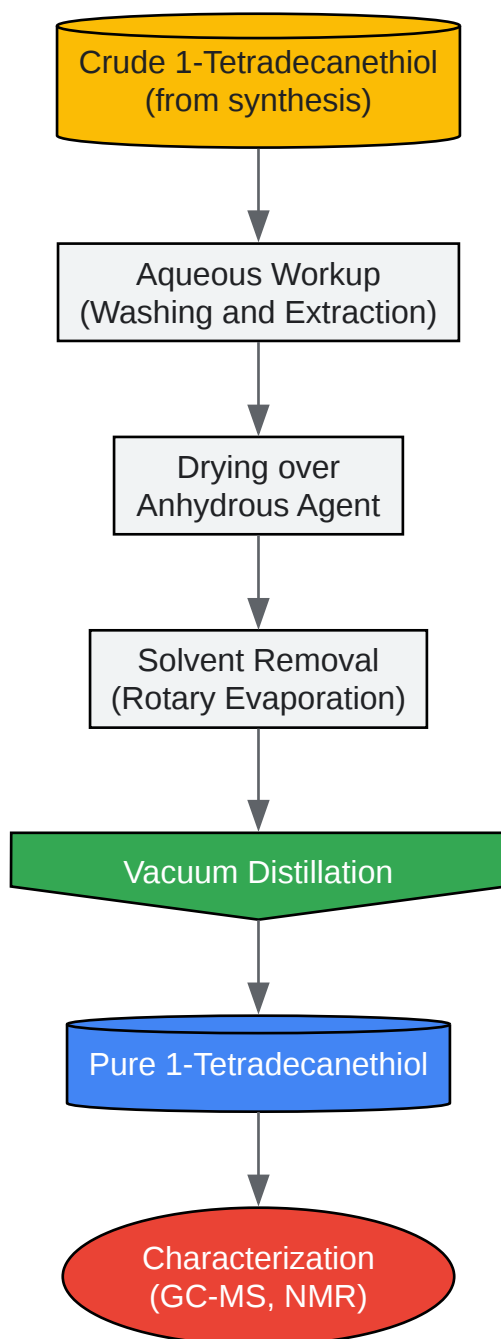 Crude 1-Tetradecanethiol
(from synthesis)
Aqueous Workup
(Washing and Extraction)
Drying over
Anhydrous Agent
Solvent Removal
(Rotary Evaporation)
Vacuum Distillation
Pure 1-Tetradecanethiol
Characterization
(GC-MS, NMR)